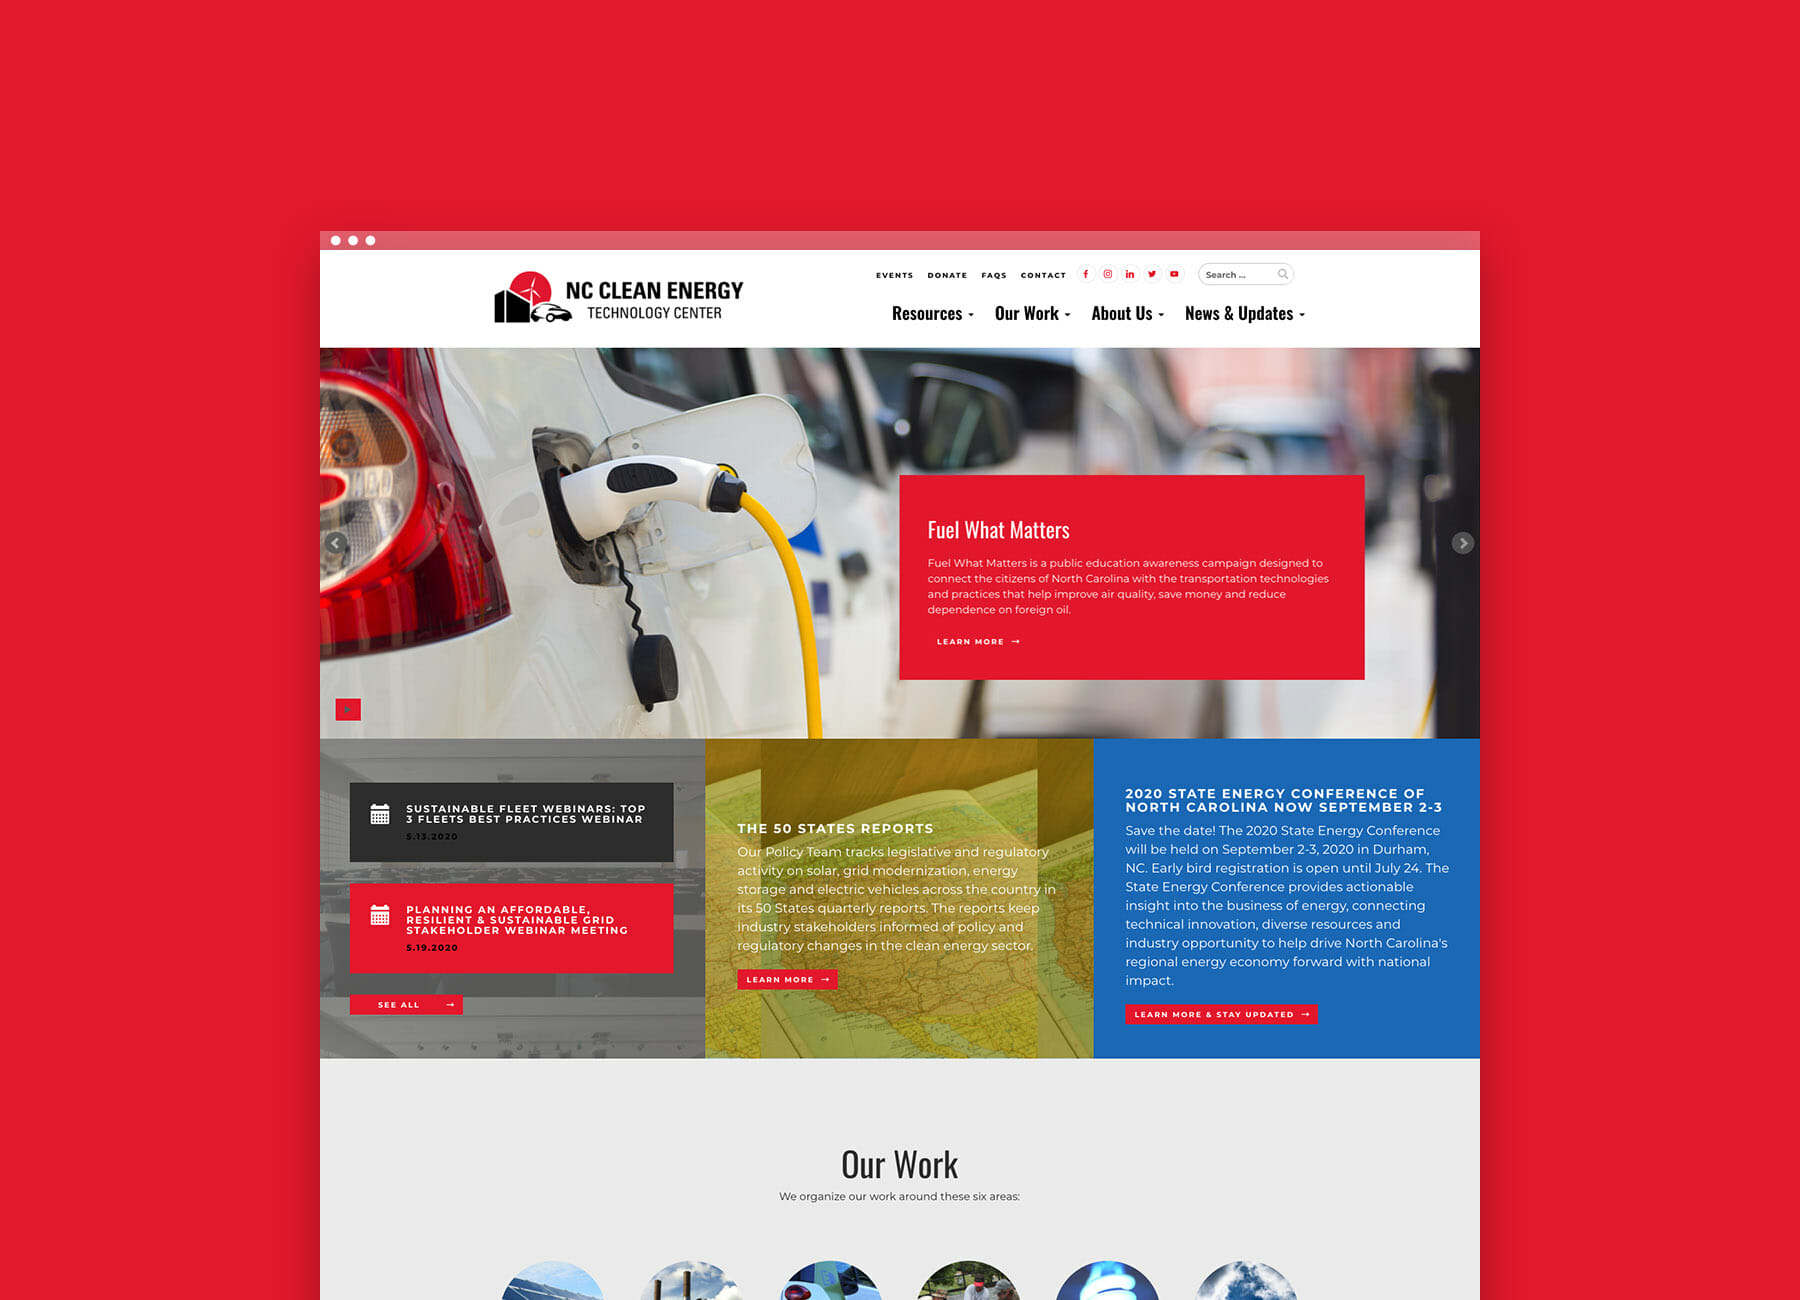 NC CLEAN ENERGY
TECHNOLOGY CENTER
EVENTS DONATE FAQS CONTACT
Search ...
Resources Our Work About Us News & Updates
Fuel What Matters
Fuel What Matters is a public education awareness campaign designed to
connect the citizens of North Carolina with the transportation technologies
and practices that help improve air quality, save money and reduce
dependence on foreign oil.
LEARN MORE →
SUSTAINABLE FLEET WEBINARS: TOP
3 FLEETS BEST PRACTICES WEBINAR
5.13.2020
PLANNING AN AFFORDABLE,
RESILIENT & SUSTAINABLE GRID
STAKEHOLDER WEBINAR MEETING
5.19.2020
SEE ALL →
THE 50 STATES REPORTS
Our Policy Team tracks legislative and regulatory
activity on solar, grid modernization, energy
storage and electric vehicles across the country in
its 50 States quarterly reports. The reports keep
industry stakeholders informed of policy and
regulatory changes in the clean energy sector.
LEARN MORE →
2020 STATE ENERGY CONFERENCE OF
NORTH CAROLINA NOW SEPTEMBER 2-3
Save the date! The 2020 State Energy Conference
will be held on September 2-3, 2020 in Durham,
NC. Early bird registration is open until July 24. The
State Energy Conference provides actionable
insight into the business of energy, connecting
technical innovation, diverse resources and
industry opportunity to help drive North Carolina's
regional energy economy forward with national
impact.
LEARN MORE & STAY UPDATED →
Our Work
We organize our work around these six areas: